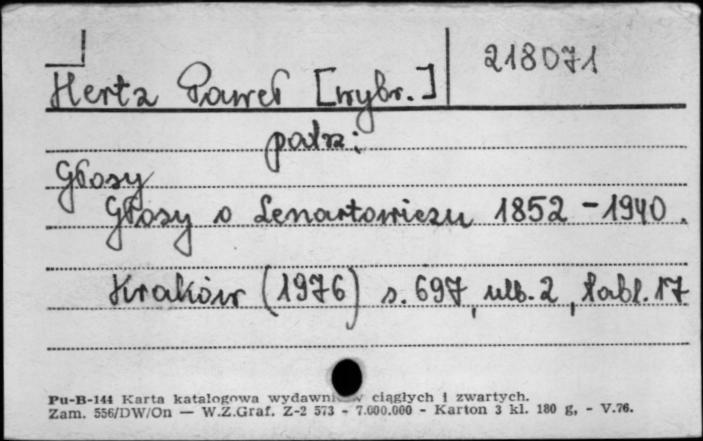 218071
Hertz Paweł [wybr.]
patrz:
Głosy
Głosy o Lenartowiczu 1852 - 1940.
Kraków (1976) s. 697, nlb. 2, tabl. 17
Pu-B-144 Karta katalogowa wydawni w ciągłych i zwartych.
Zam. 556/DW/On — W.Z.Graf. Z-2 573 - 7.000.000 - Karton 3 kl. 180 g, - V.76.